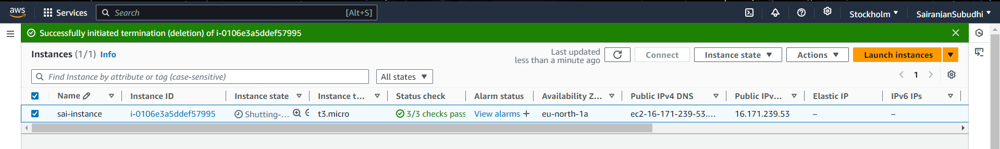 aws Services Search [Alt+S] Stockholm SairanjanSubudhi
Successfully initiated termination (deletion) of i-0106e3a5ddef57995
Instances (1/1) Info
Last updated
less than a minute ago
Connect Instance state Actions Launch instances
Find Instance by attribute or tag (case-sensitive) All states 1
Name Instance ID Instance state Instance t... Status check Alarm status Availability Z... Public IPv4 DNS Public IPv... Elastic IP IPv6 IPs
sai-instance i-0106e3a5ddef57995 Shutting-... t3.micro 3/3 checks pass View alarms + eu-north-1a ec2-16-171-239-53.... 16.171.239.53 – –